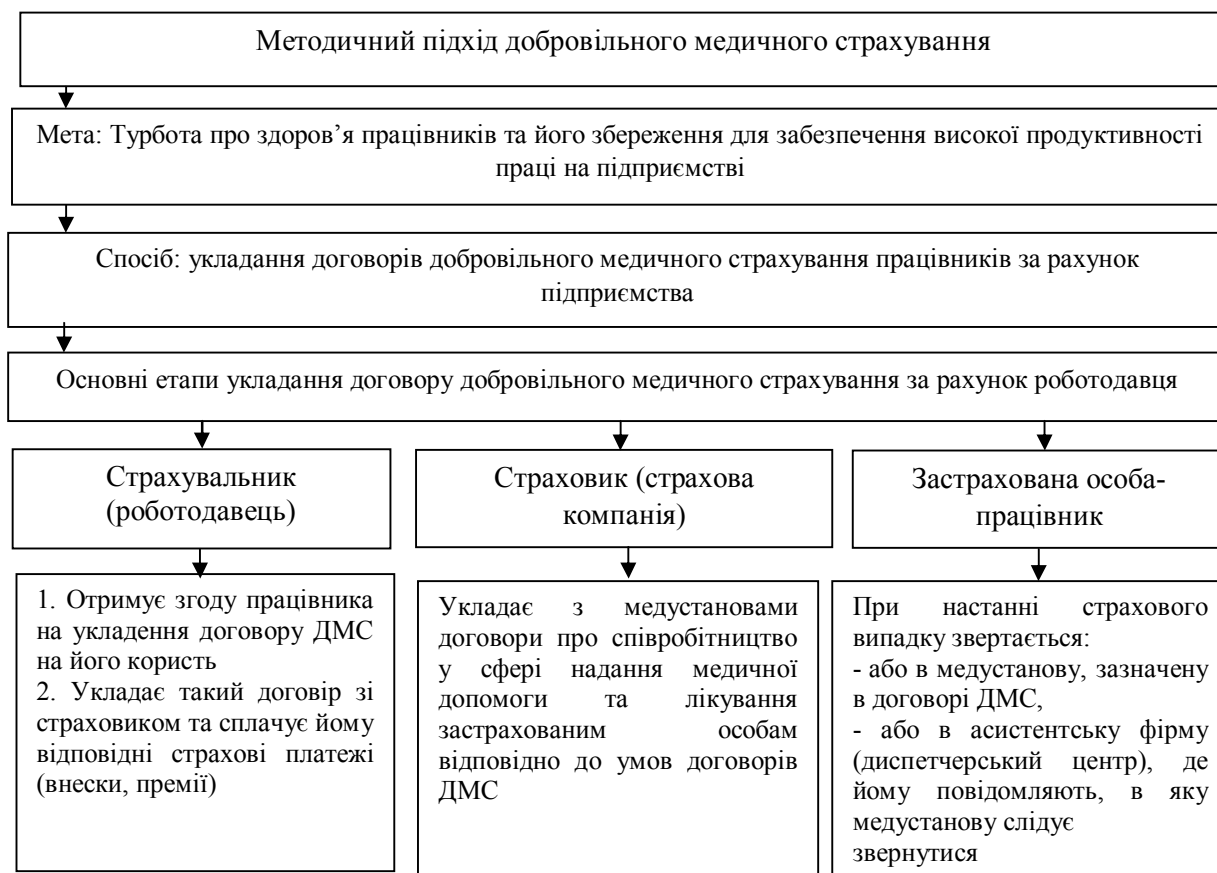 Методичний підхід добровільного медичного страхування
Мета: Турбота про здоров’я працівників та його збереження для забезпечення високої продуктивності
праці на підприємстві
Спосіб: укладання договорів добровільного медичного страхування працівників за рахунок
підприємства
Основні етапи укладання договору добровільного медичного страхування за рахунок роботодавця
Страхувальник
(роботодавець)
Страховик (страхова
компанія)
Застрахована особа-
працівник
1. Отримує згоду працівника
на укладення договору ДМС
на його користь
2. Укладає такий договір зі
страховиком та сплачує йому
відповідні страхові платежі
(внески, премії)
Укладає з медустановами
договори про співробітництво
у сфері надання медичної
допомоги та лікування
застрахованим особам
відповідно до умов договорів
ДМС
При настанні страхового
випадку звертається:
- або в медустанову, зазначену
в договорі ДМС,
- або в асистентську фірму
(диспетчерський центр), де
йому повідомляють, в яку
медустанову слідує
звернутися